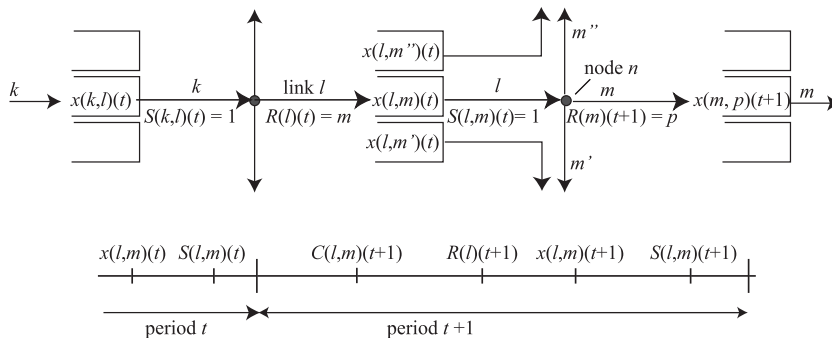 m''
x(l,m'')(t)
node n
k
k
link l
l
m
m
x(k,l)(t)
x(l,m)(t)
x(m, p)(t+1)
S(k,l)(t) = 1
R(l)(t) = m
S(l,m)(t)= 1
R(m)(t+1) = p
x(l,m')(t)
m'
x(l,m)(t)
S(l,m)(t)
C(l,m)(t+1)
R(l)(t+1)
x(l,m)(t+1)
S(l,m)(t+1)
period t
period t +1